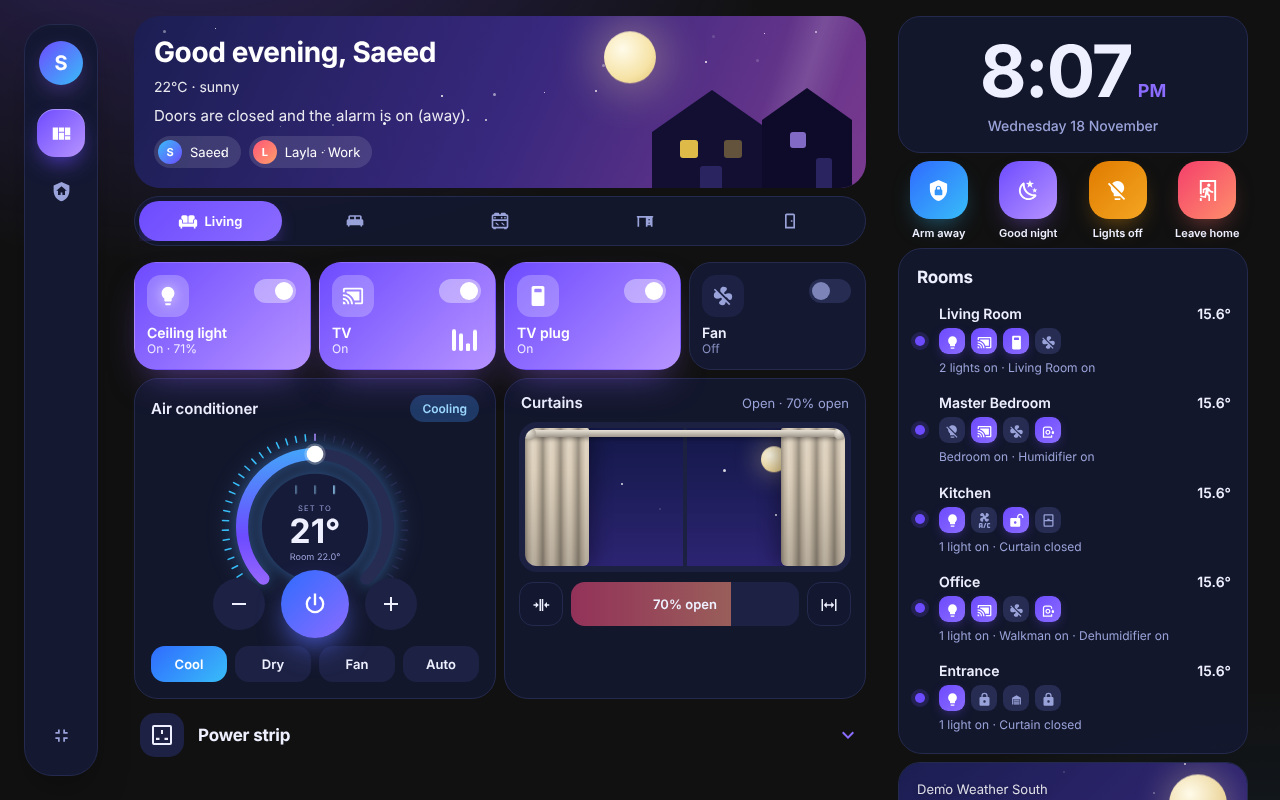 S
Good evening, Saeed
22°C · sunny
Doors are closed and the alarm is on (away).
S Saeed
L Layla · Work
Living
Ceiling light
On · 71%
TV
On
TV plug
On
Fan
Off
Air conditioner
Cooling
SET TO
21°
Room 22.0°
Cool
Dry
Fan
Auto
Curtains
Open · 70% open
70% open
Power strip
8:07 PM
Wednesday 18 November
Arm away
Good night
Lights off
Leave home
Rooms
Living Room 15.6°
2 lights on · Living Room on
Master Bedroom 15.6°
Bedroom on · Humidifier on
Kitchen 15.6°
A/C
1 light on · Curtain closed
Office 15.6°
1 light on · Walkman on · Dehumidifier on
Entrance 15.6°
1 light on · Curtain closed
Demo Weather South